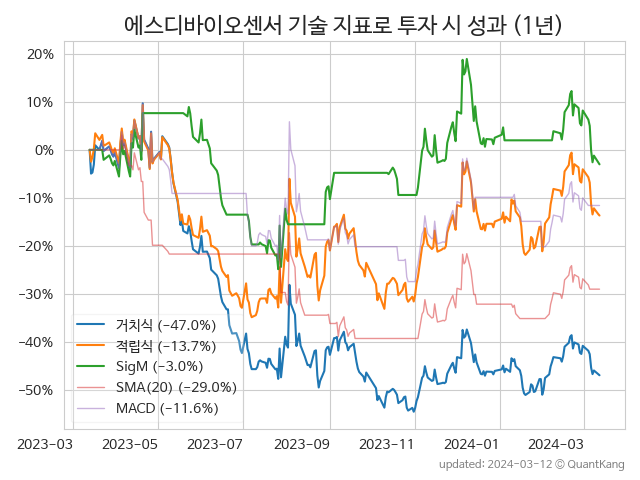 에스디바이오센서 기술 지표로 투자 시 성과 (1년)
20%
10%
0%
−10%
−20%
−30%
−40%
−50%
거치식 (−47.0%)
적립식 (−13.7%)
SigM (−3.0%)
SMA(20) (−29.0%)
MACD (−11.6%)
2023-03 2023-05 2023-07 2023-09 2023-11 2024-01 2024-03
updated: 2024-03-12 © QuantKang